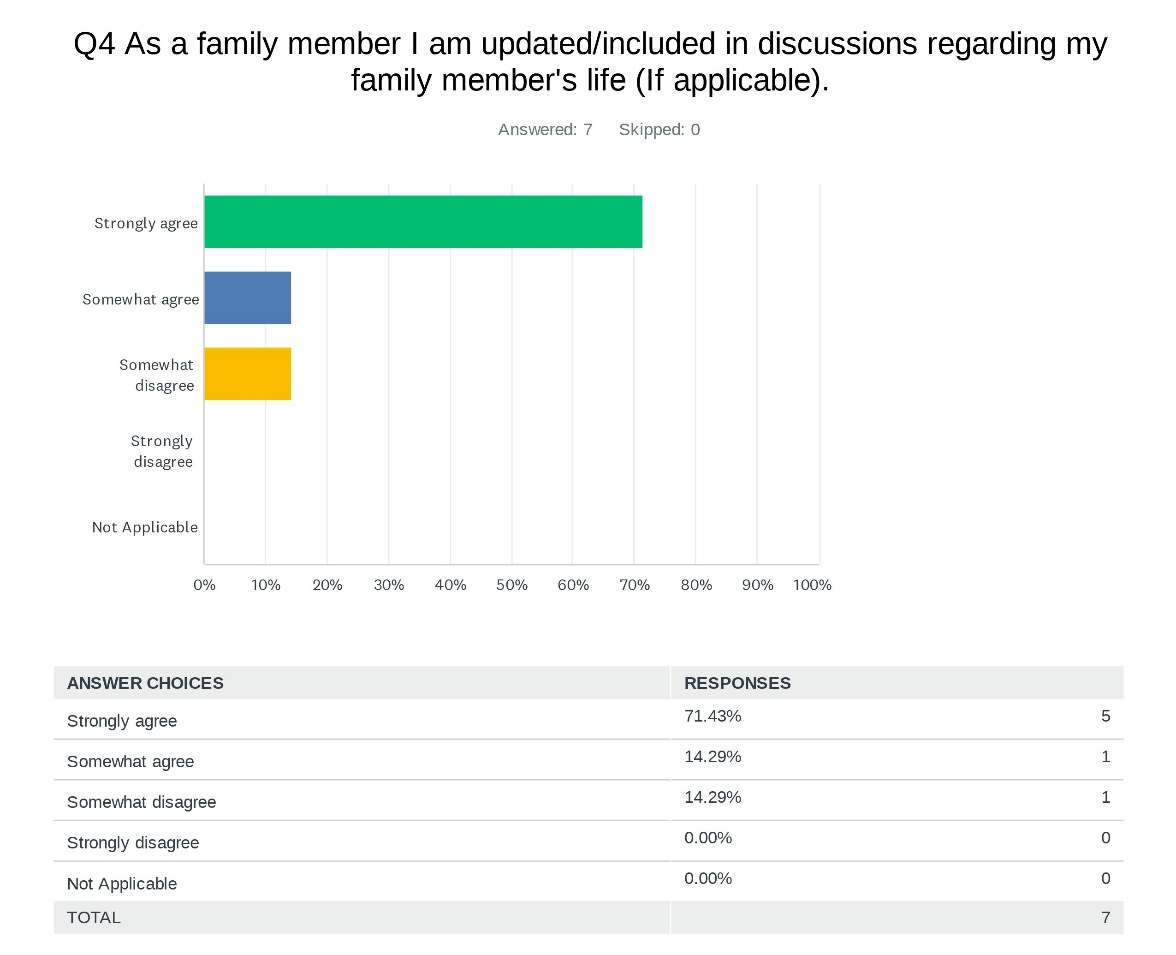 Q4 As a family member I am updated/included in discussions regarding my
family member's life (If applicable).
Answered: 7 Skipped: 0
Strongly agree
Somewhat agree
Somewhat
disagree
Strongly
disagree
Not Applicable
0% 10% 20% 30% 40% 50% 60% 70% 80% 90% 100%
ANSWER CHOICES RESPONSES
Strongly agree 71.43% 5
Somewhat agree 14.29% 1
Somewhat disagree 14.29% 1
Strongly disagree 0.00% 0
Not Applicable 0.00% 0
TOTAL 7